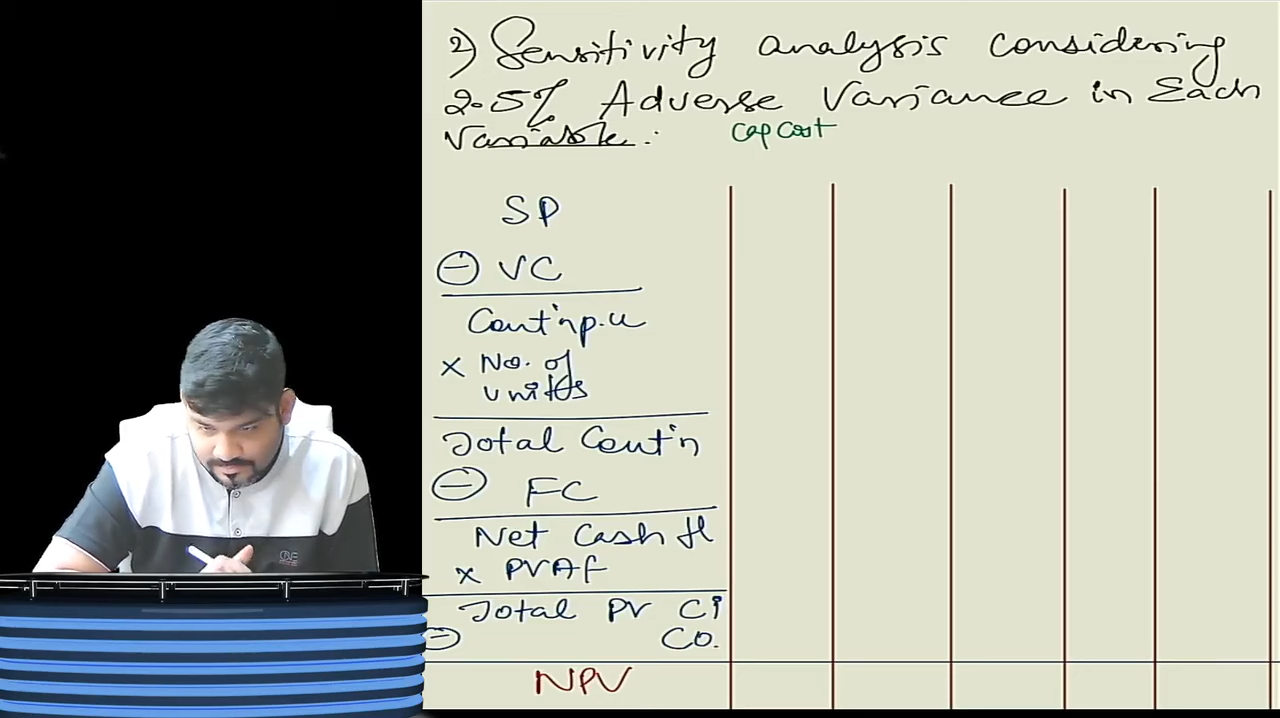 2) Sensitivity analysis considering
2.5% Adverse Variance in Each
Variable:
Cap Cost
SP
(-) VC
Cont'n p.u
x No. of
units
Total Cont'n
(-) FC
Net Cash fl
x PVAF
Total PV CI
(-) CO.
NPV